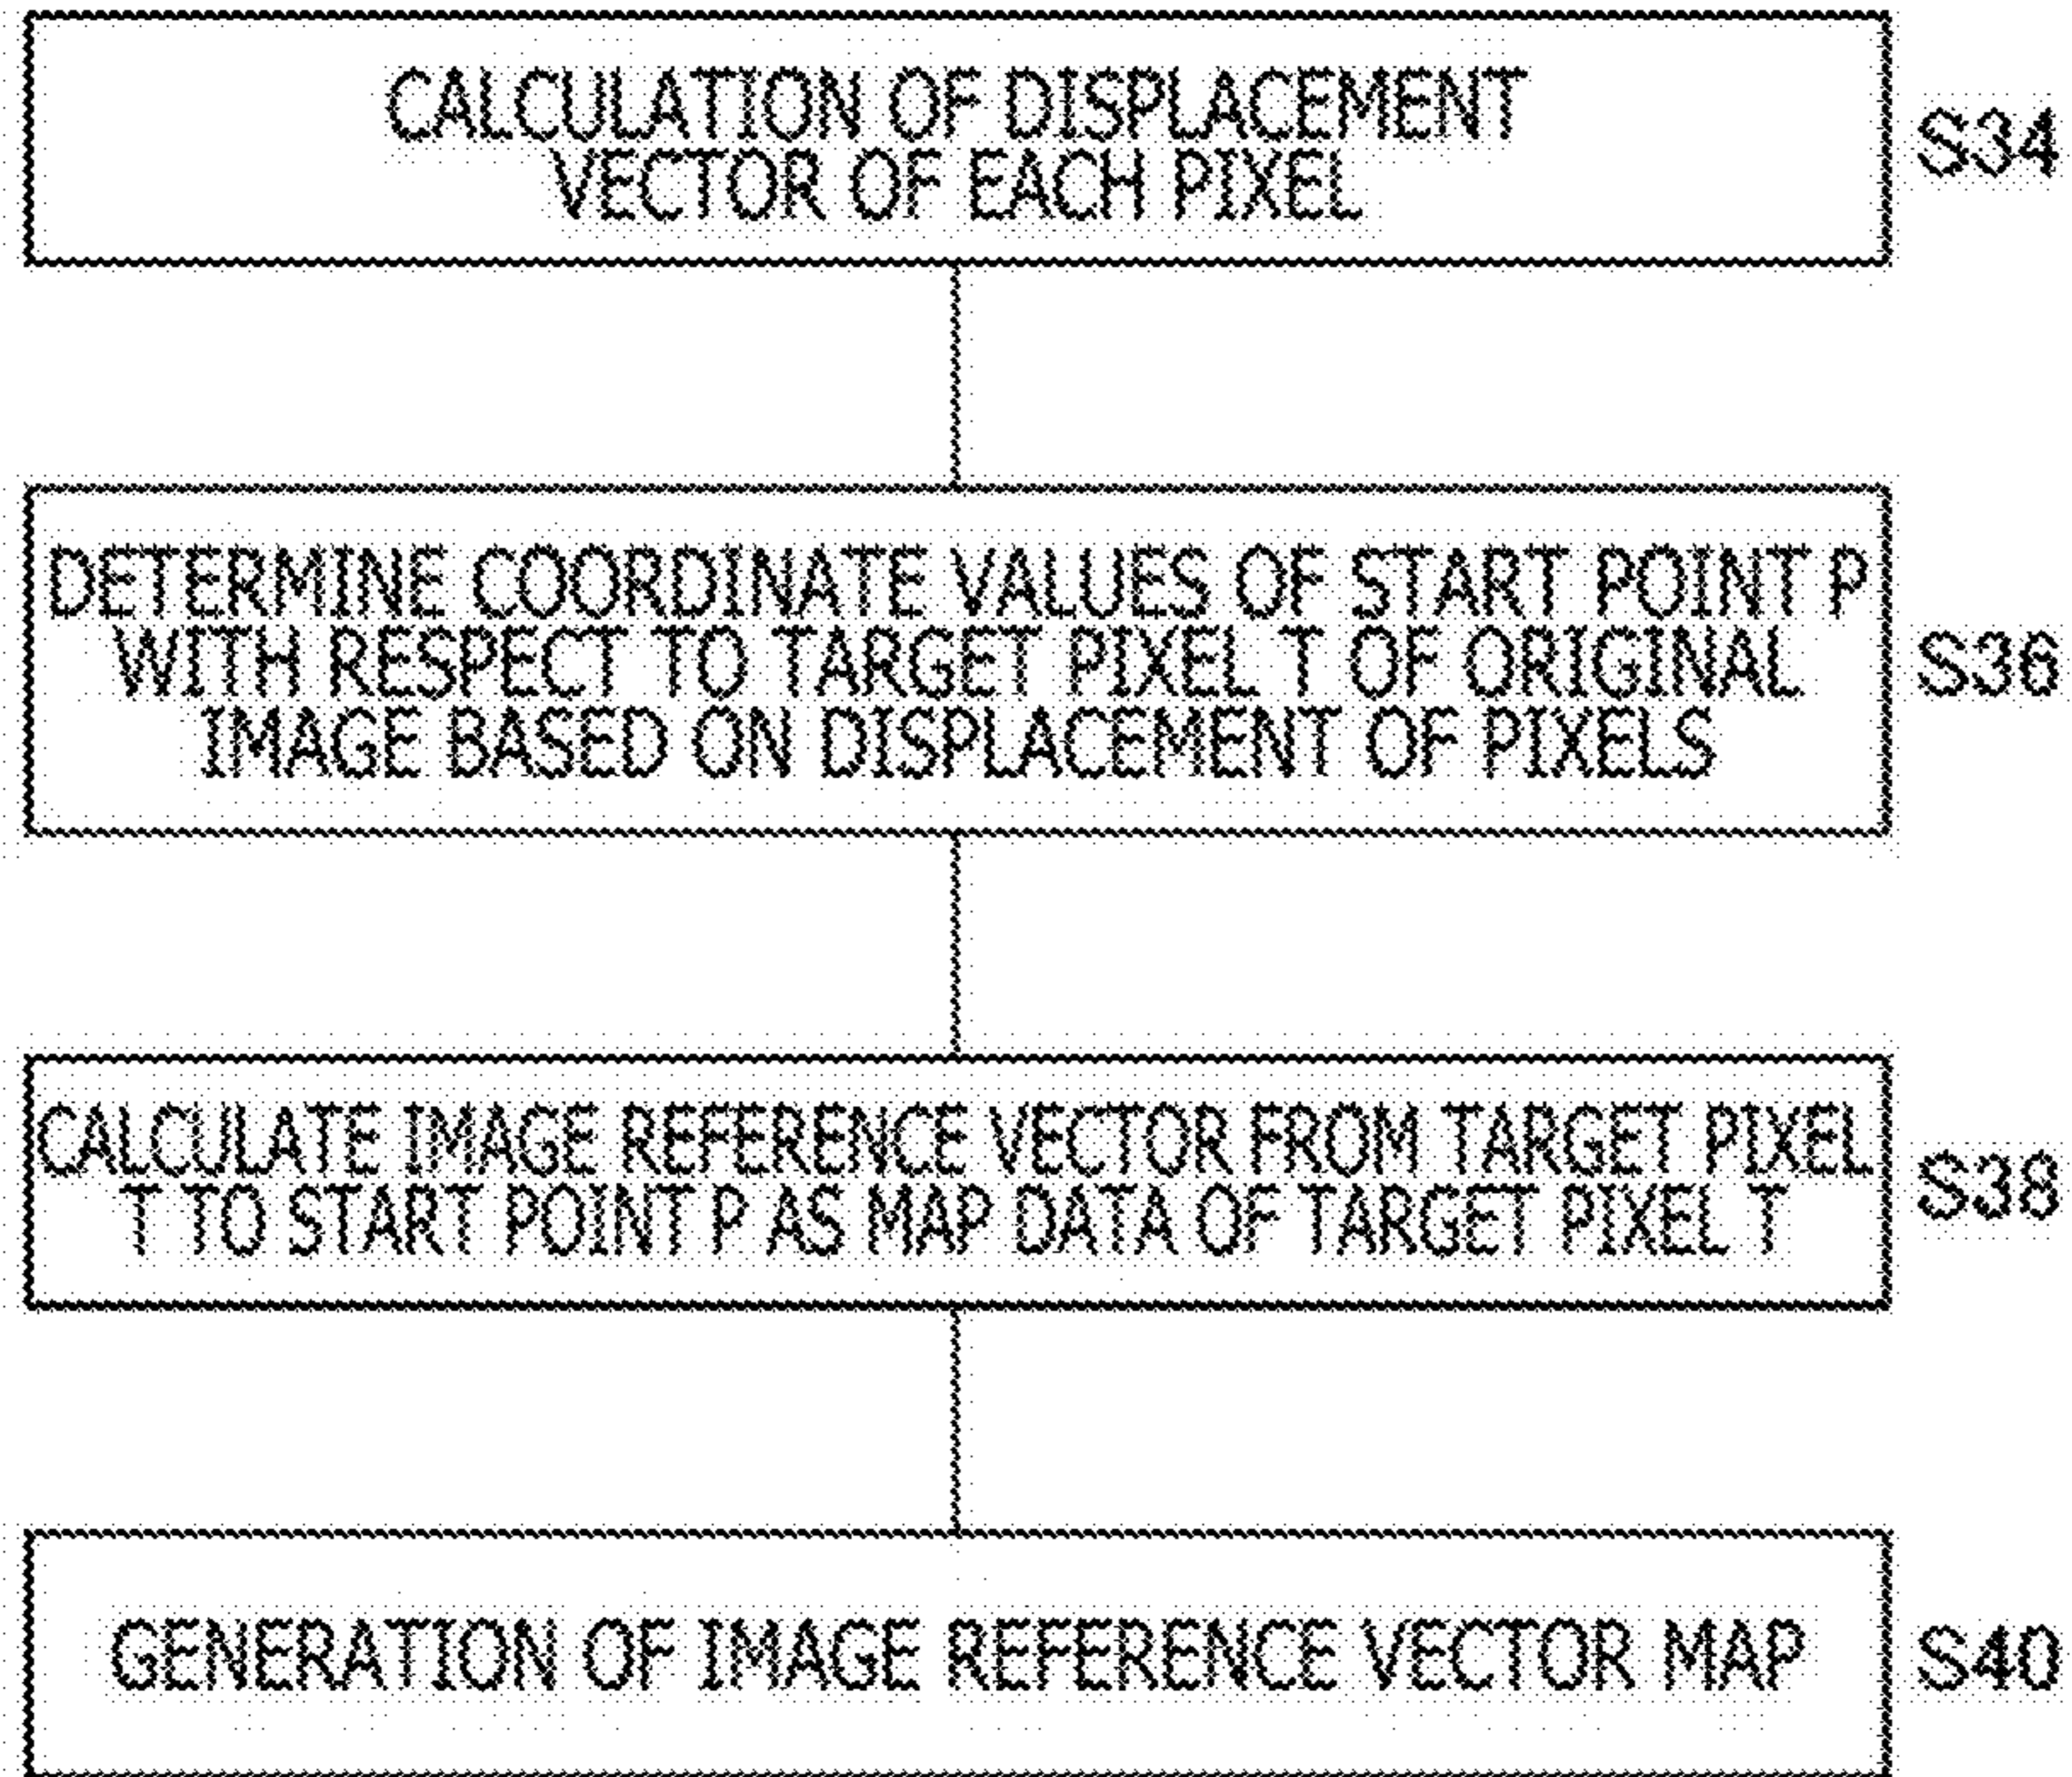 CALCULATION OF DISPLACEMENT
VECTOR OF EACH PIXEL
S34
DETERMINE COORDINATE VALUES OF START POINT P
WITH RESPECT TO TARGET PIXEL T OF ORIGINAL
IMAGE BASED ON DISPLACEMENT OF PIXELS
S36
CALCULATE IMAGE REFERENCE VECTOR FROM TARGET PIXEL
T TO START POINT P AS MAP DATA OF TARGET PIXEL T
S38
GENERATION OF IMAGE REFERENCE VECTOR MAP
S40